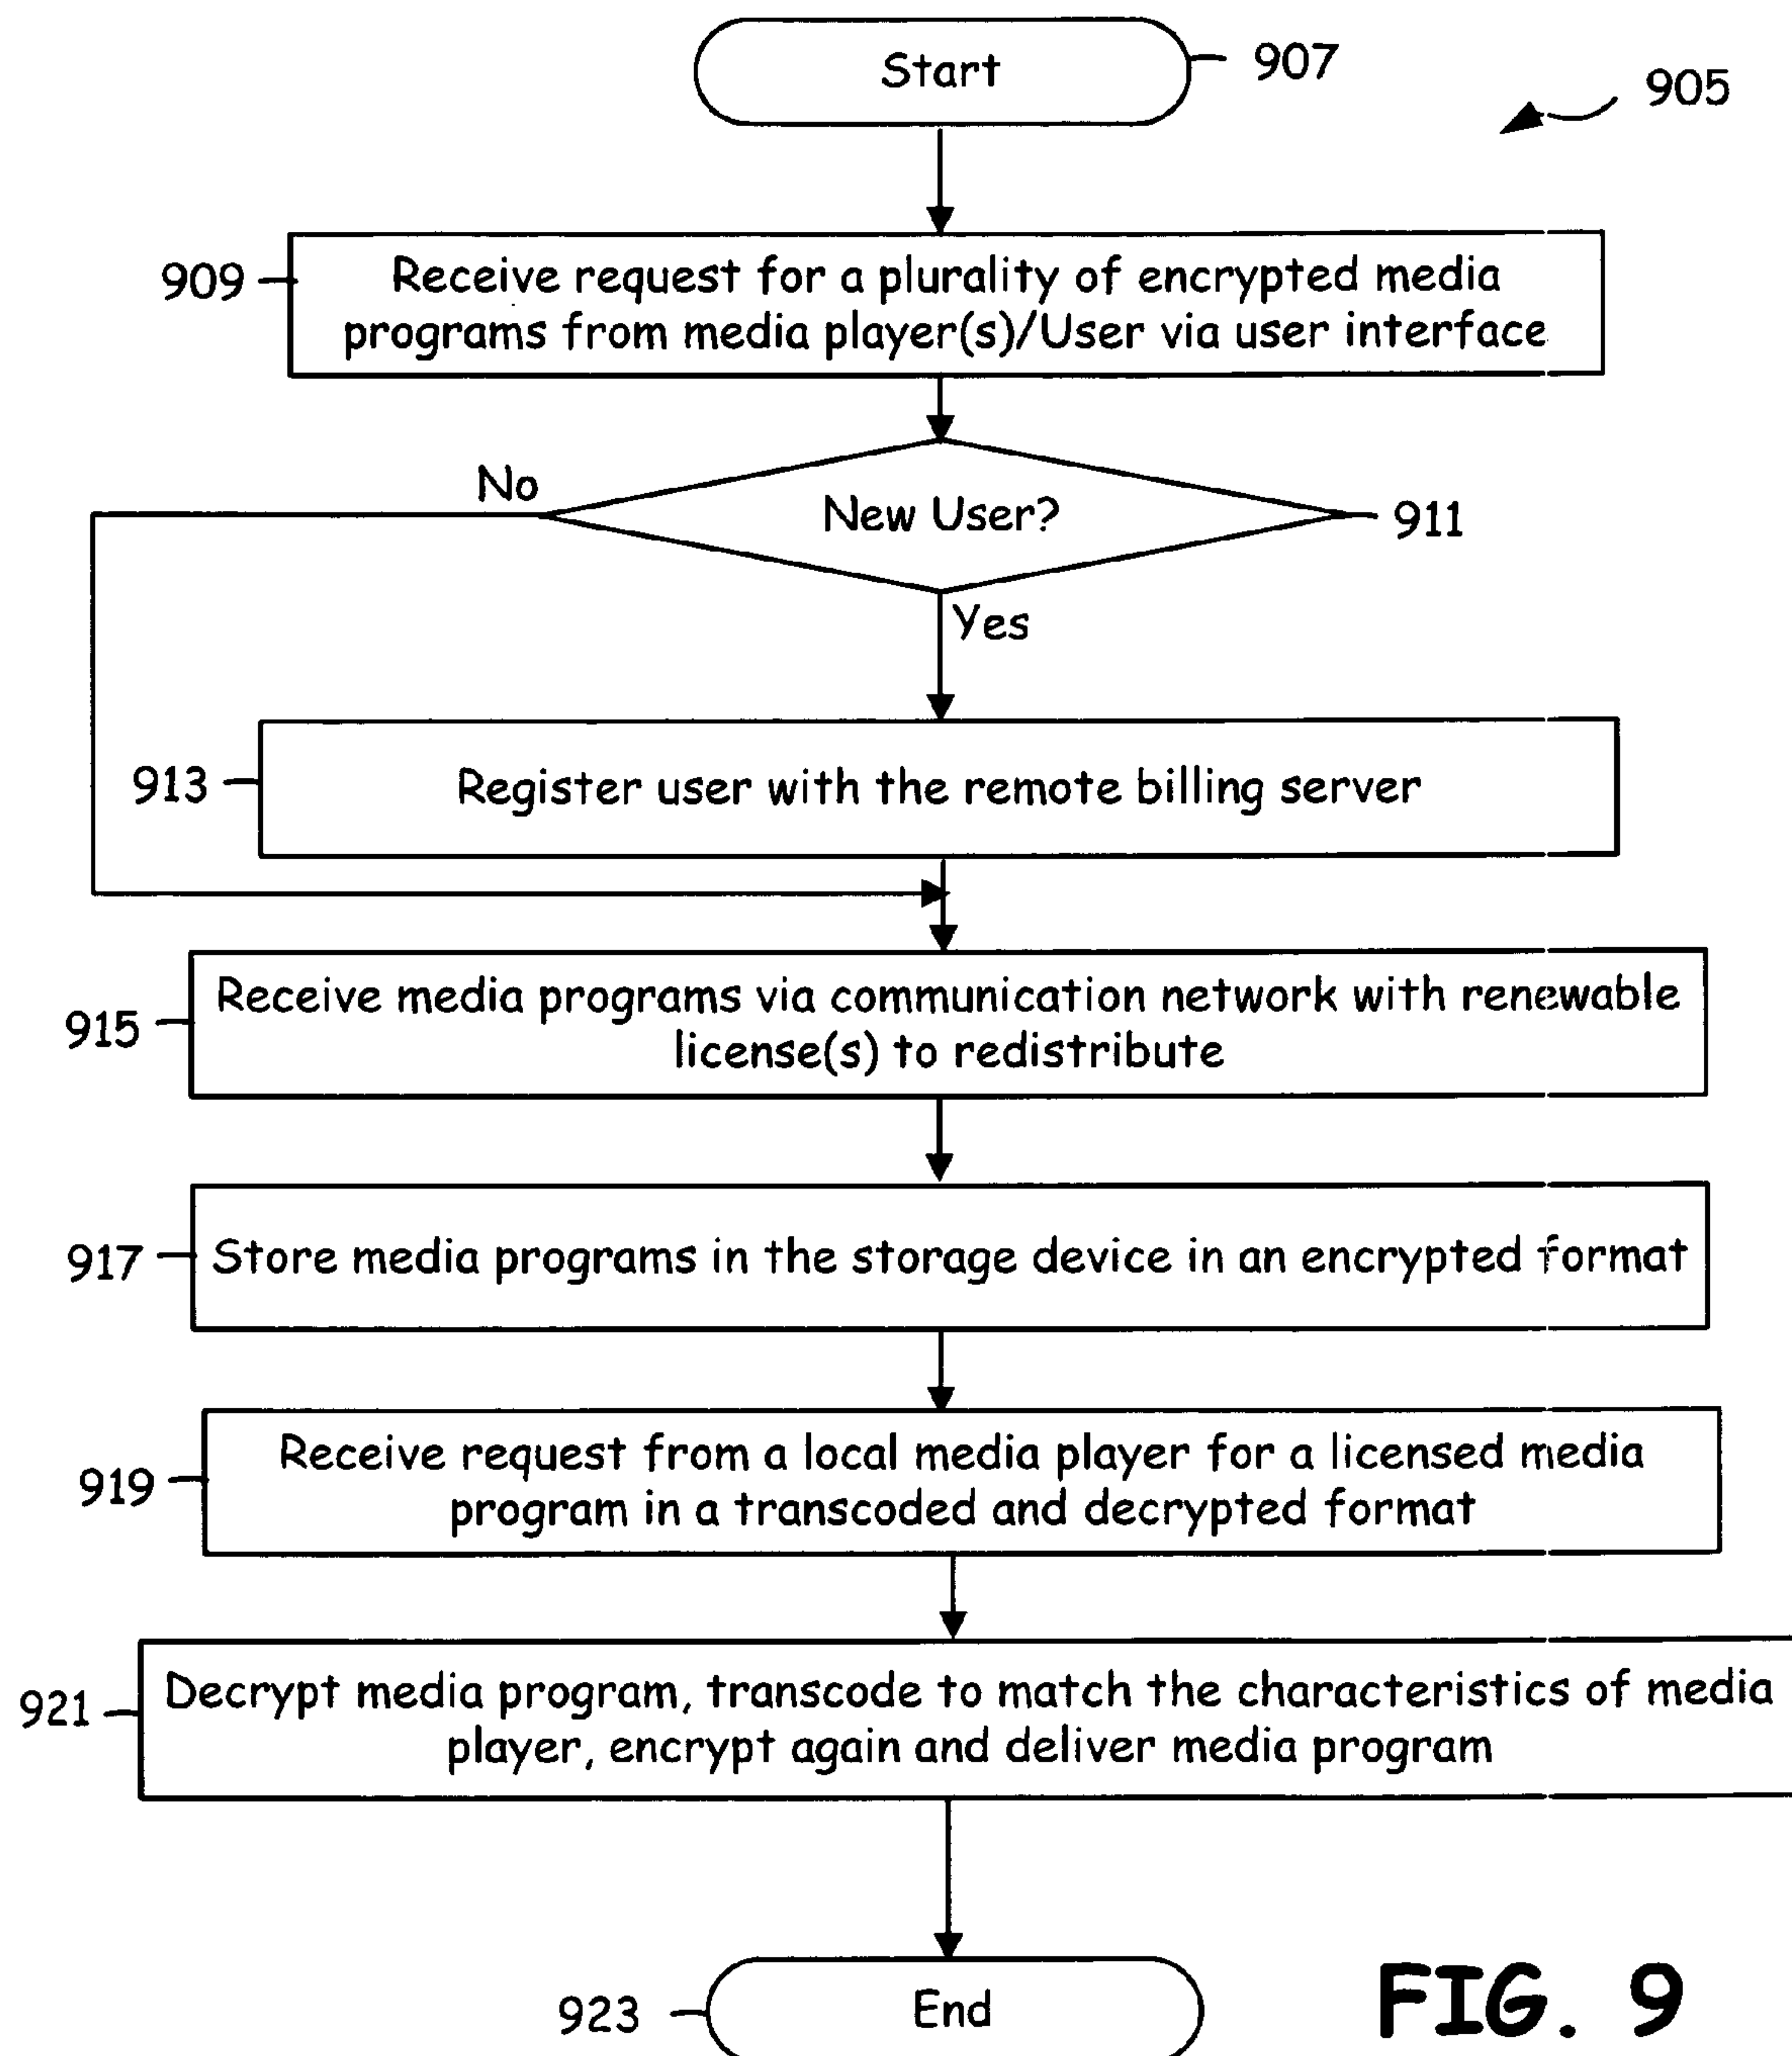 Start
907
905
909
Receive request for a plurality of encrypted media
programs from media player(s)/User via user interface
No
New User?
911
Yes
913
Register user with the remote billing server
915
Receive media programs via communication network with renewable
license(s) to redistribute
917
Store media programs in the storage device in an encrypted format
919
Receive request from a local media player for a licensed media
program in a transcoded and decrypted format
921
Decrypt media program, transcode to match the characteristics of media
player, encrypt again and deliver media program
923
End
FIG. 9